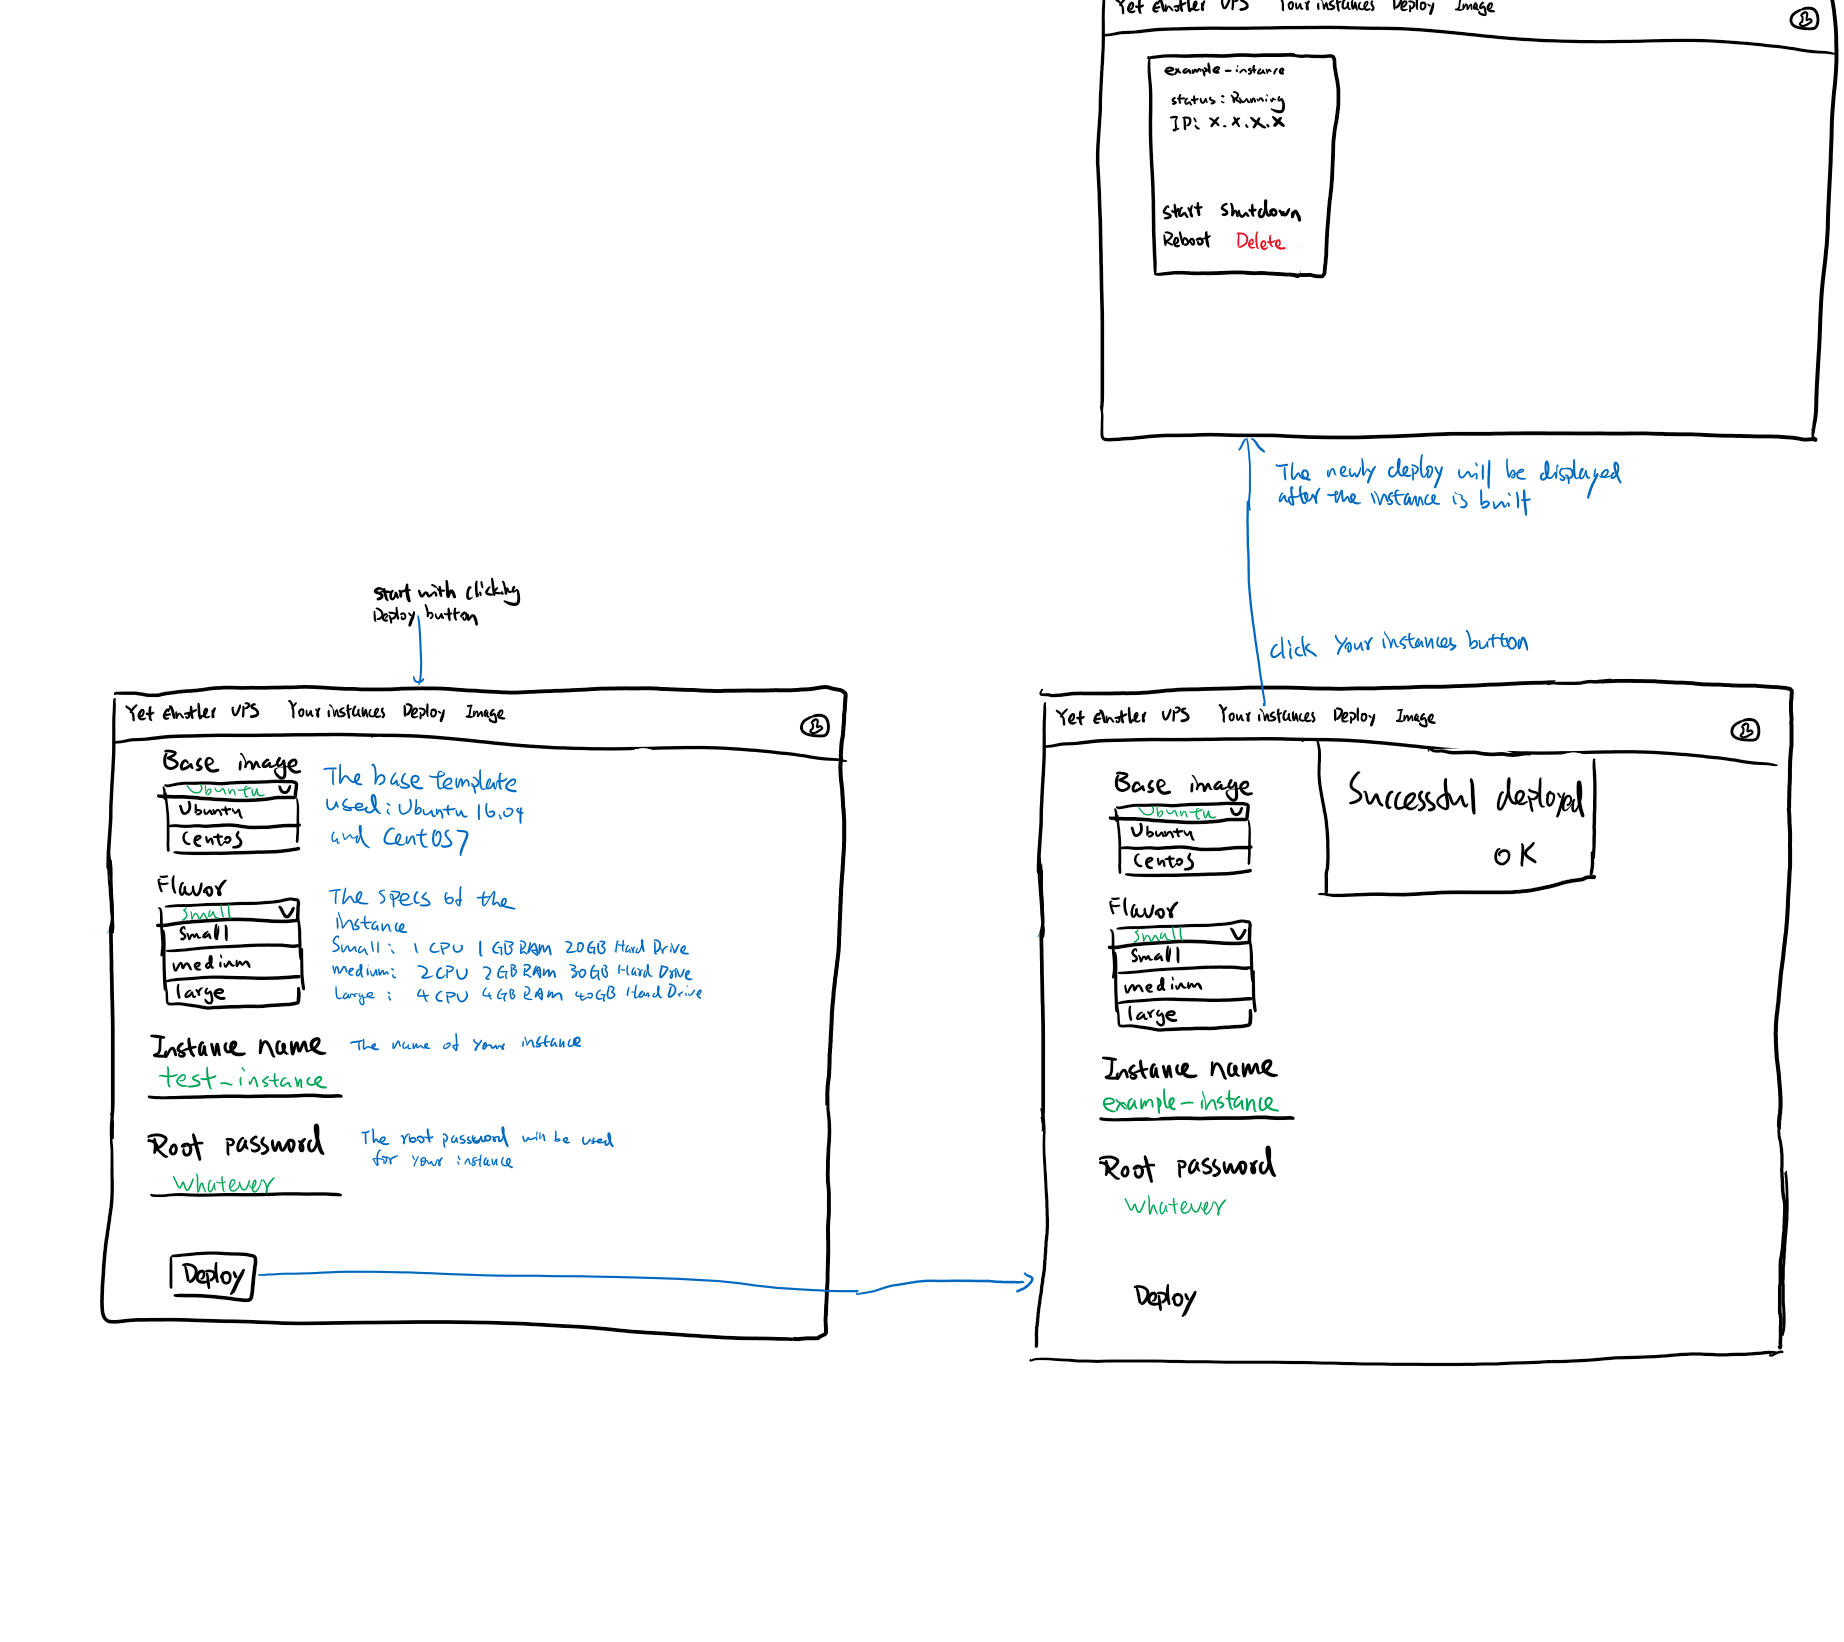 Yet Another VPS Your instances Deploy Image
example-instance
status: Running
IP: x.x.x.x
Start Shutdown
Reboot Delete
The newly deploy will be displayed
after the instance is built
click Your instances button
Start with clicking
Deploy button
Yet Another VPS Your instances Deploy Image
Base image
Ubuntu
Ubuntu
CentOS
The base template
used: Ubuntu 16.04
and CentOS7
Flavor
Small
Small
medium
large
The specs of the
instance
Small: 1 CPU 1 GB RAM 20GB Hard Drive
medium: 2 CPU 2GB RAM 30GB Hard Drive
Large: 4 CPU 4GB RAM 40GB Hard Drive
Instance name
The name of your instance
test-instance
Root password
The root password will be used
for your instance
Whatever
Deploy
Yet Another VPS Your instances Deploy Image
Successful deployed
OK
Base image
Ubuntu
Ubuntu
CentOS
Flavor
Small
Small
medium
large
Instance name
example-instance
Root password
Whatever
Deploy